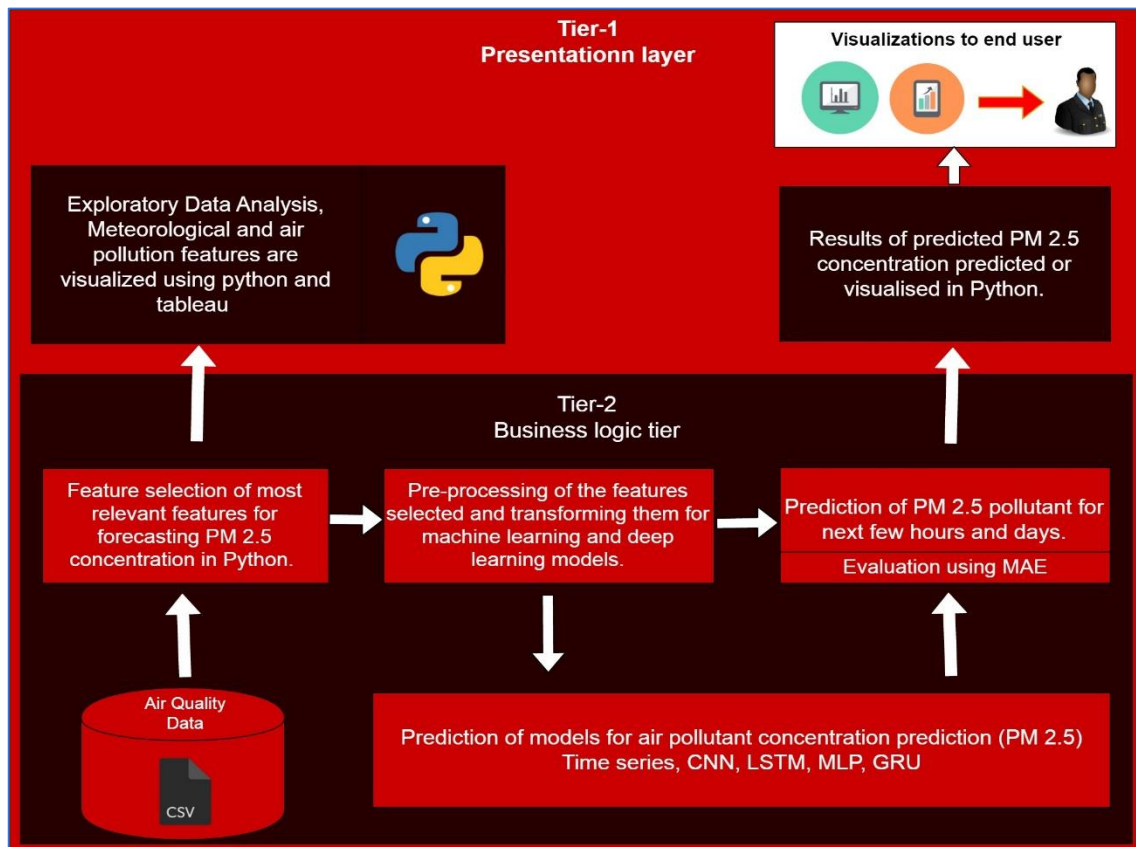 Tier-1
Presentationn layer
Visualizations to end user
Exploratory Data Analysis,
Meteorological and air
pollution features are
visualized using python and
tableau
Results of predicted PM 2.5
concentration predicted or
visualised in Python.
Tier-2
Business logic tier
Feature selection of most
relevant features for
forecasting PM 2.5
concentration in Python.
Pre-processing of the features
selected and transforming them for
machine learning and deep
learning models.
Prediction of PM 2.5 pollutant for
next few hours and days.
Evaluation using MAE
Air Quality
Data
CSV
Prediction of models for air pollutant concentration prediction (PM 2.5)
Time series, CNN, LSTM, MLP, GRU